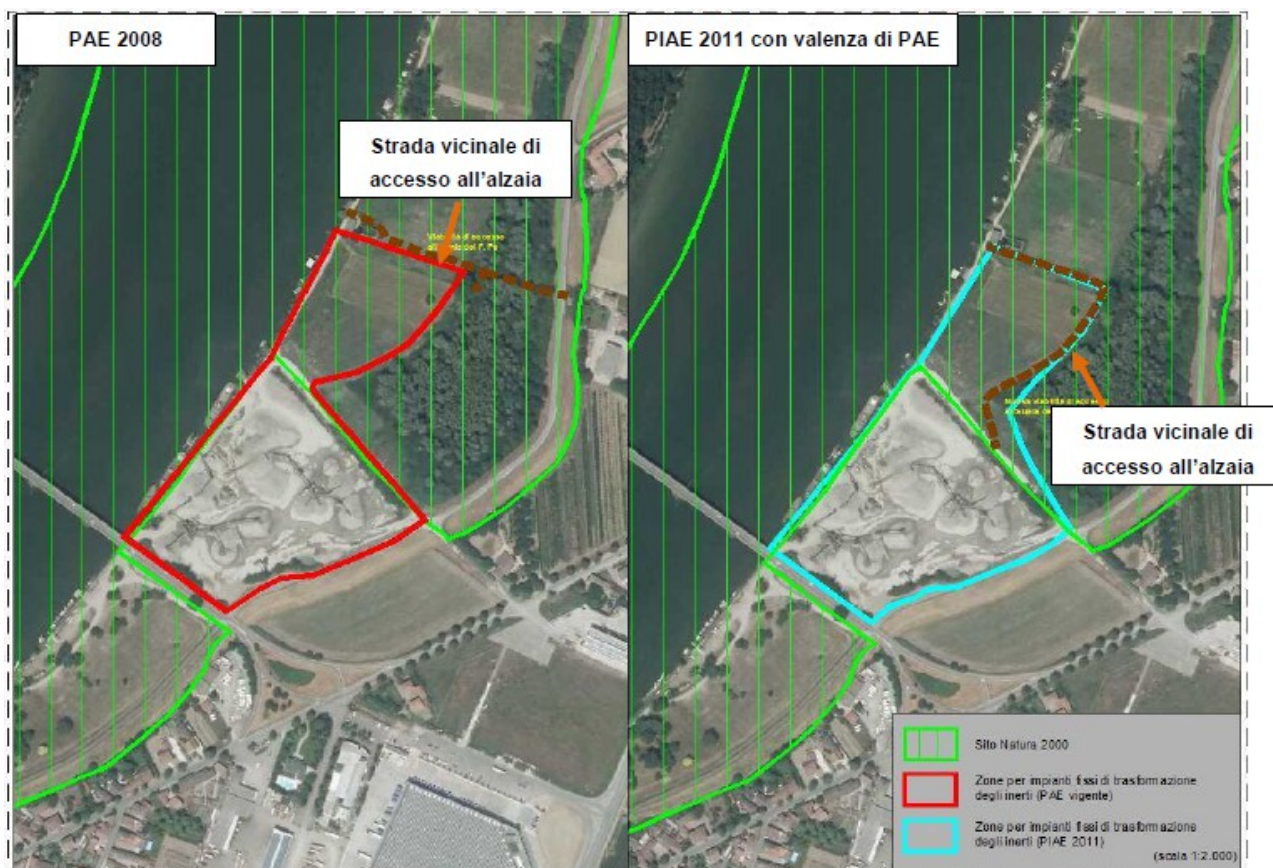 PAE 2008
PIAE 2011 con valenza di PAE
Strada vicinale di
accesso all'alzaia
Strada vicinale di
accesso all'alzaia
Sito Natura 2000
Zone per impianti fissi di trasformazione
degli inerti (PAE vigente)
Zone per impianti fissi di trasformazione
degli inerti (PIAE 2011)
(scala 1:2.000)